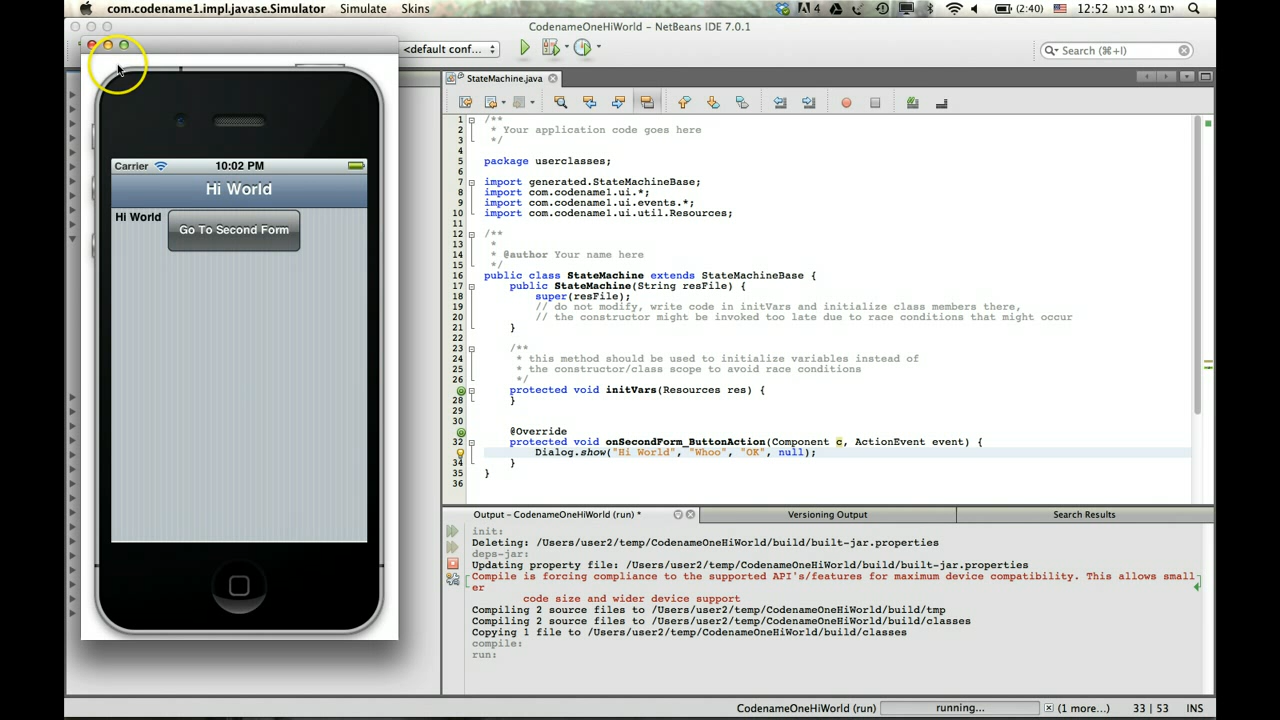 com.codename1.impl.javase.Simulator Simulate Skins 4 (2:40) יום ג׳ 8 בינו 12:52
CodenameOneHiWorld - NetBeans IDE 7.0.1
<default conf... Search (⌘+I)
StateMachine.java
Carrier 10:02 PM
Hi World
Hi World Go To Second Form
1 /**
2 * Your application code goes here
3 */
4
5 package userclasses;
6
7 import generated.StateMachineBase;
8 import com.codename1.ui.*;
9 import com.codename1.ui.events.*;
10 import com.codename1.ui.util.Resources;
11
12 /**
13 *
14 * @author Your name here
15 */
16 public class StateMachine extends StateMachineBase {
17 public StateMachine(String resFile) {
18 super(resFile);
19 // do not modify, write code in initVars and initialize class members there,
20 // the constructor might be invoked too late due to race conditions that might occur
21 }
22
23 /**
24 * this method should be used to initialize variables instead of
25 * the constructor/class scope to avoid race conditions
26 */
protected void initVars(Resources res) {
28 }
29
30
@Override
32 protected void onSecondForm_ButtonAction(Component c, ActionEvent event) {
Dialog.show("Hi World", "Whoo", "OK", null);
34 }
35 }
36
Output - CodenameOneHiWorld (run) * Versioning Output Search Results
init:
Deleting: /Users/user2/temp/CodenameOneHiWorld/build/built-jar.properties
deps-jar:
Updating property file: /Users/user2/temp/CodenameOneHiWorld/build/built-jar.properties
Compile is forcing compliance to the supported API's/features for maximum device compatibility. This allows small
er
code size and wider device support
Compiling 2 source files to /Users/user2/temp/CodenameOneHiWorld/build/tmp
Compiling 2 source files to /Users/user2/temp/CodenameOneHiWorld/build/classes
Copying 1 file to /Users/user2/temp/CodenameOneHiWorld/build/classes
compile:
run:
CodenameOneHiWorld (run) running... (1 more...) 33 | 53 INS